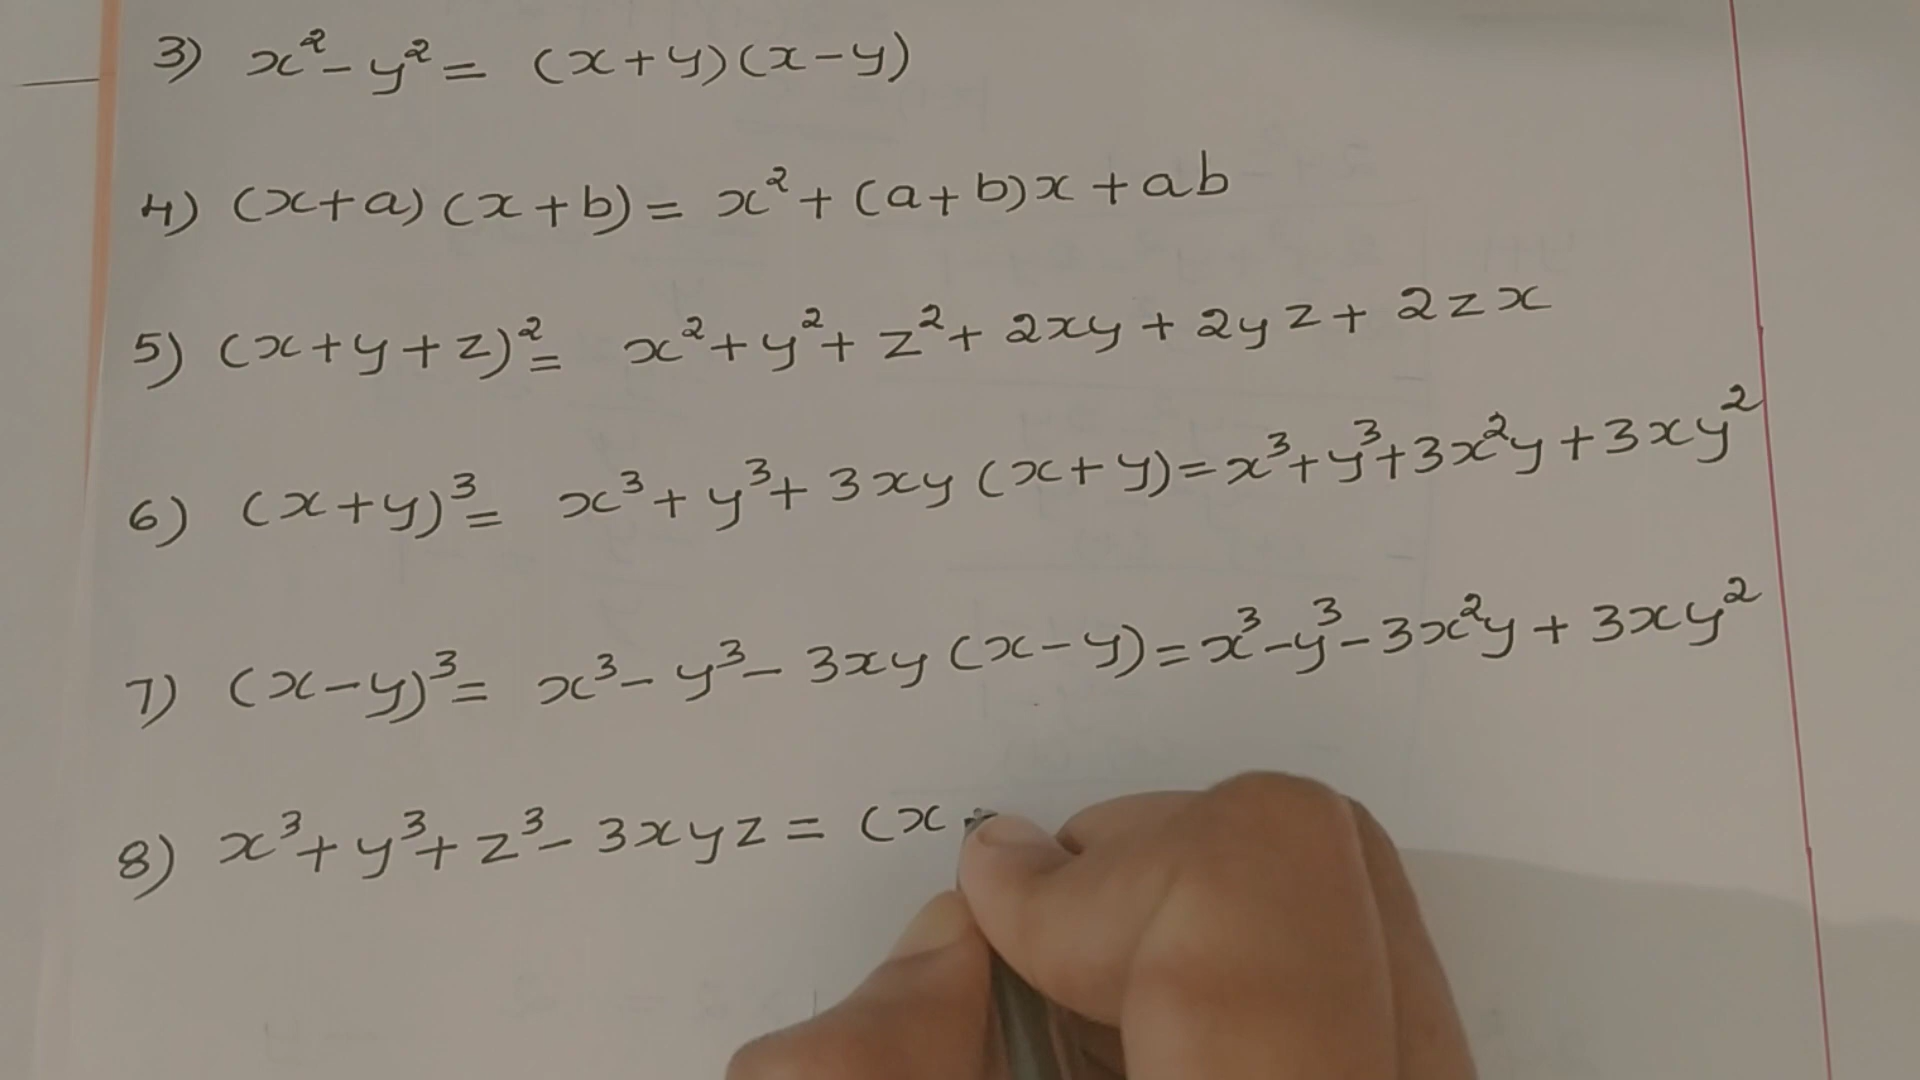 3) x² - y² = (x+y)(x-y)
4) (x+a)(x+b) = x² + (a+b)x + ab
5) (x+y+z)² = x² + y² + z² + 2xy + 2yz + 2zx
6) (x+y)³ = x³ + y³ + 3xy(x+y) = x³ + y³ + 3x²y + 3xy²
7) (x-y)³ = x³ - y³ - 3xy(x-y) = x³ - y³ - 3x²y + 3xy²
8) x³ + y³ + z³ - 3xyz = (x